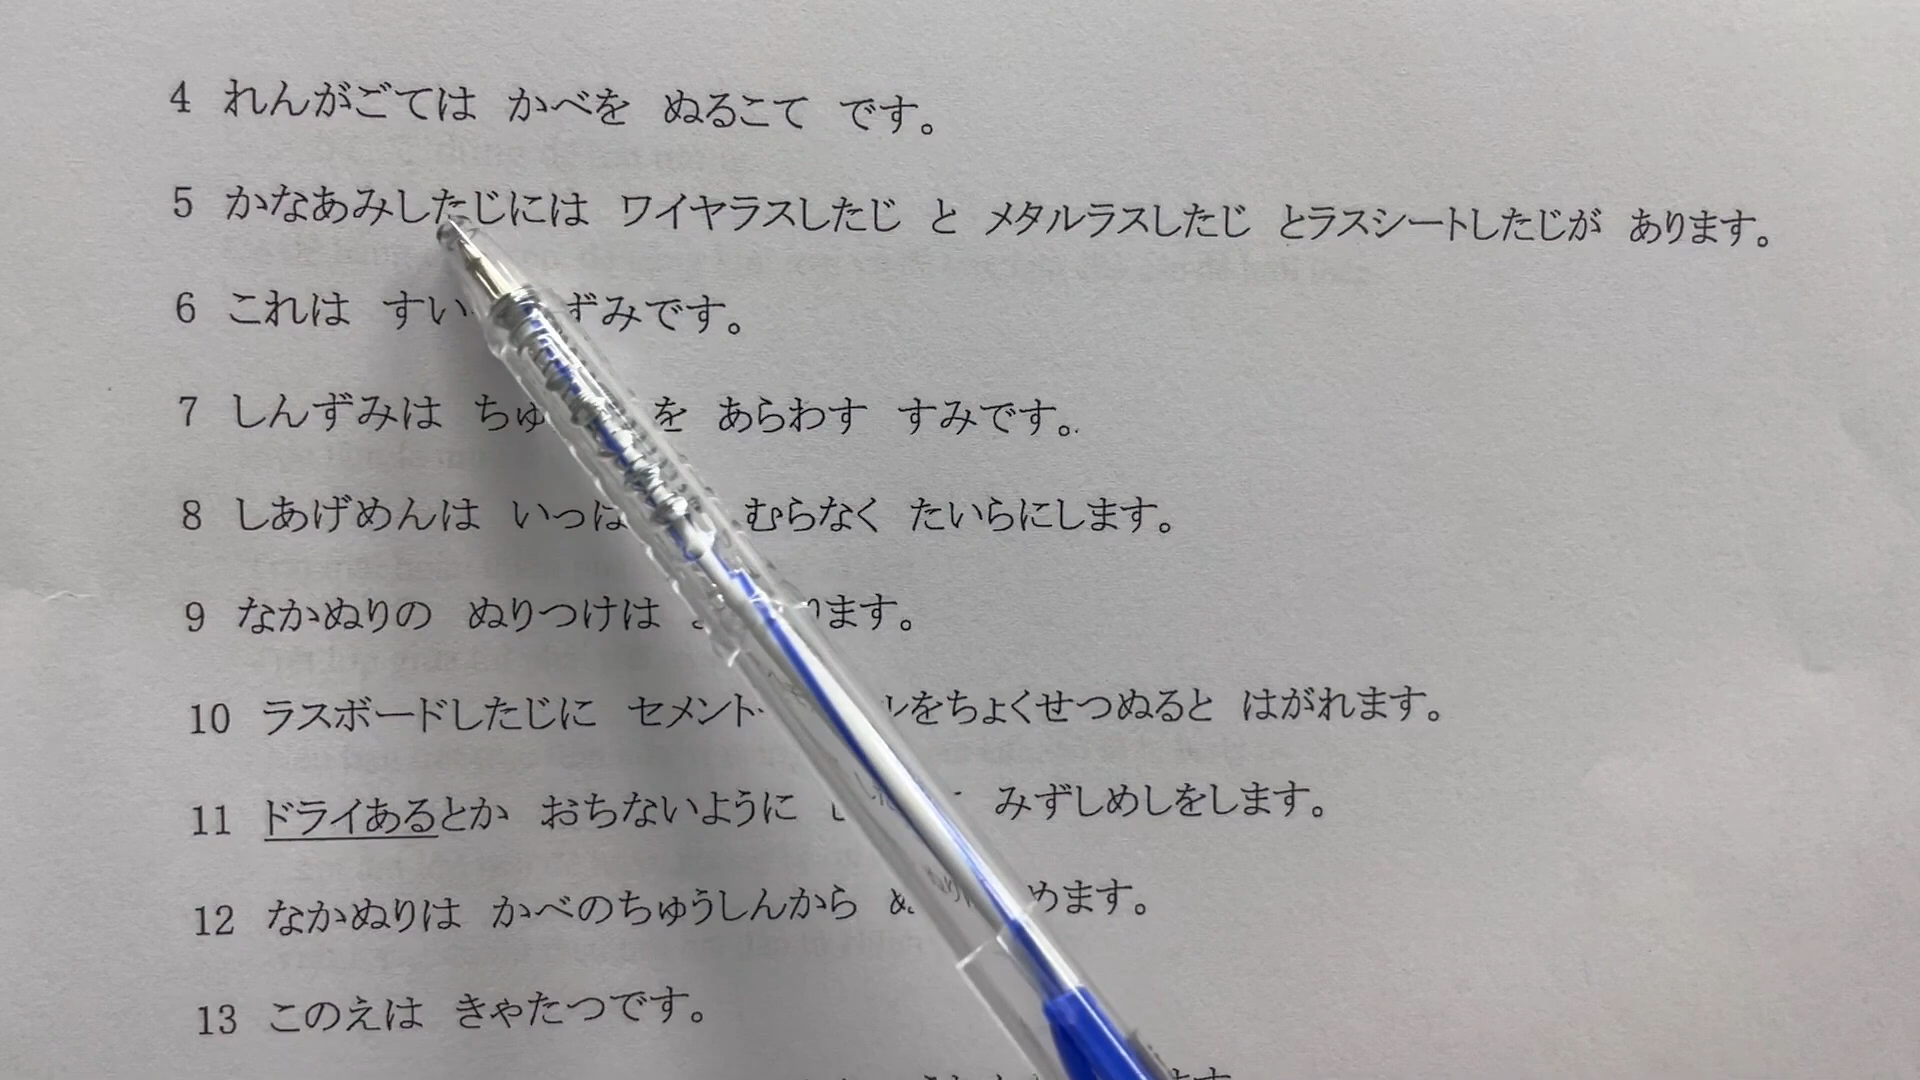 4 れんがごては かべを ぬるこて です。
5 かなあみしたじには ワイヤラスしたじ と メタルラスしたじ とラスシートしたじが あります。
6 これは すい ずみです。
7 しんずみは ちゅ を あらわす すみです。
8 しあげめんは いっぱ むらなく たいらにします。
9 なかぬりの ぬりつけは ります。
10 ラスボードしたじに セメント ルをちょくせつぬると はがれます。
11 ドライあるとか おちないように みずしめしをします。
12 なかぬりは かべのちゅうしんから ぬ めます。
13 このえは きゃたつです。